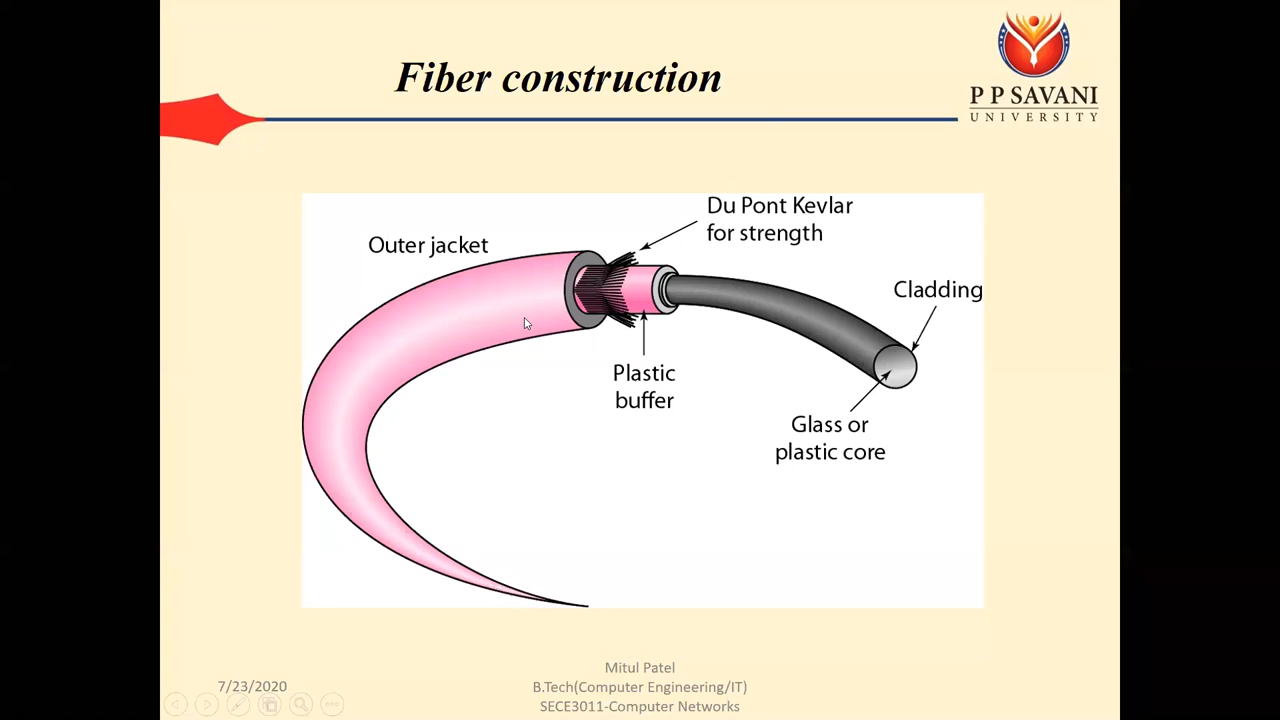 Fiber construction
P P SAVANI
UNIVERSITY
Du Pont Kevlar
for strength
Outer jacket
Cladding
Plastic
buffer
Glass or
plastic core
Mitul Patel
7/23/2020
B.Tech(Computer Engineering/IT)
SECE3011-Computer Networks